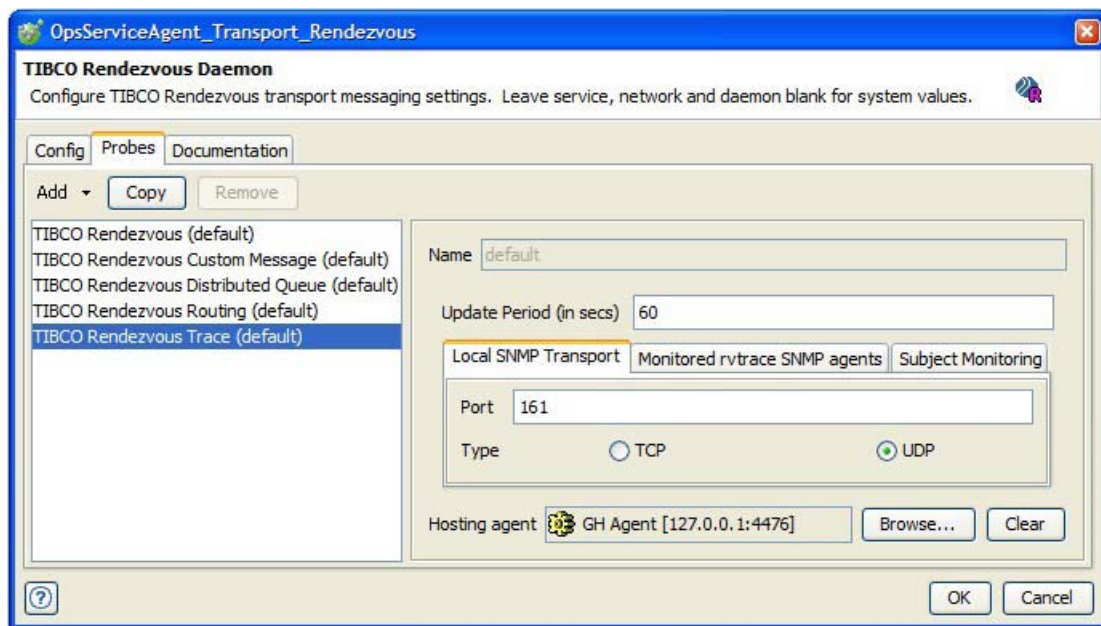 OpsServiceAgent_Transport_Rendezvous
TIBCO Rendezvous Daemon
Configure TIBCO Rendezvous transport messaging settings. Leave service, network and daemon blank for system values.
R
Config Probes Documentation
Add Copy Remove
TIBCO Rendezvous (default)
TIBCO Rendezvous Custom Message (default)
TIBCO Rendezvous Distributed Queue (default)
TIBCO Rendezvous Routing (default)
TIBCO Rendezvous Trace (default)
Name default
Update Period (in secs) 60
Local SNMP Transport Monitored rvtrace SNMP agents Subject Monitoring
Port 161
Type TCP UDP
Hosting agent GH Agent [127.0.0.1:4476] Browse... Clear
? OK Cancel